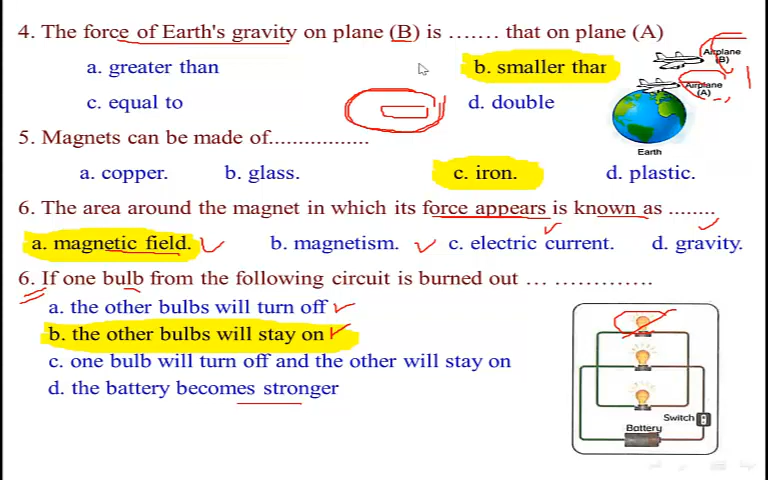 4. The force of Earth's gravity on plane (B) is ……. that on plane (A)
a. greater than
b. smaller than
c. equal to
d. double
Airplane
(B)
Airplane
(A)
Earth
5. Magnets can be made of.................
a. copper.
b. glass.
c. iron.
d. plastic.
6. The area around the magnet in which its force appears is known as ........
a. magnetic field.
b. magnetism.
c. electric current.
d. gravity.
6. If one bulb from the following circuit is burned out … ………….
a. the other bulbs will turn off
b. the other bulbs will stay on
c. one bulb will turn off and the other will stay on
d. the battery becomes stronger
Switch
Battery